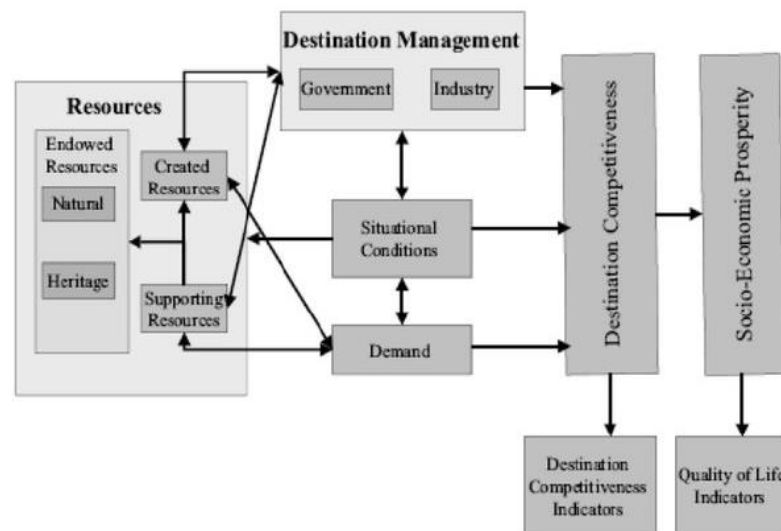 Destination Management
Government
Industry
Resources
Endowed
Resources
Natural
Heritage
Created
Resources
Supporting
Resources
Situational
Conditions
Demand
Destination Competitiveness
Socio-Economic Prosperity
Destination
Competitiveness
Indicators
Quality of Life
Indicators